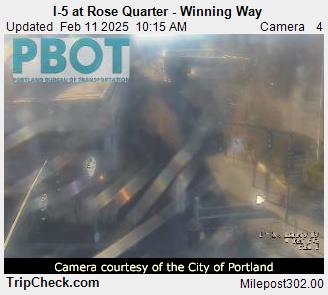 I-5 at Rose Quarter - Winning Way
Updated Feb 11 2025 10:15 AM Camera 4
PBOT
PORTLAND BUREAU OF TRANSPORTATION
Camera courtesy of the City of Portland
TripCheck.com Milepost302.00